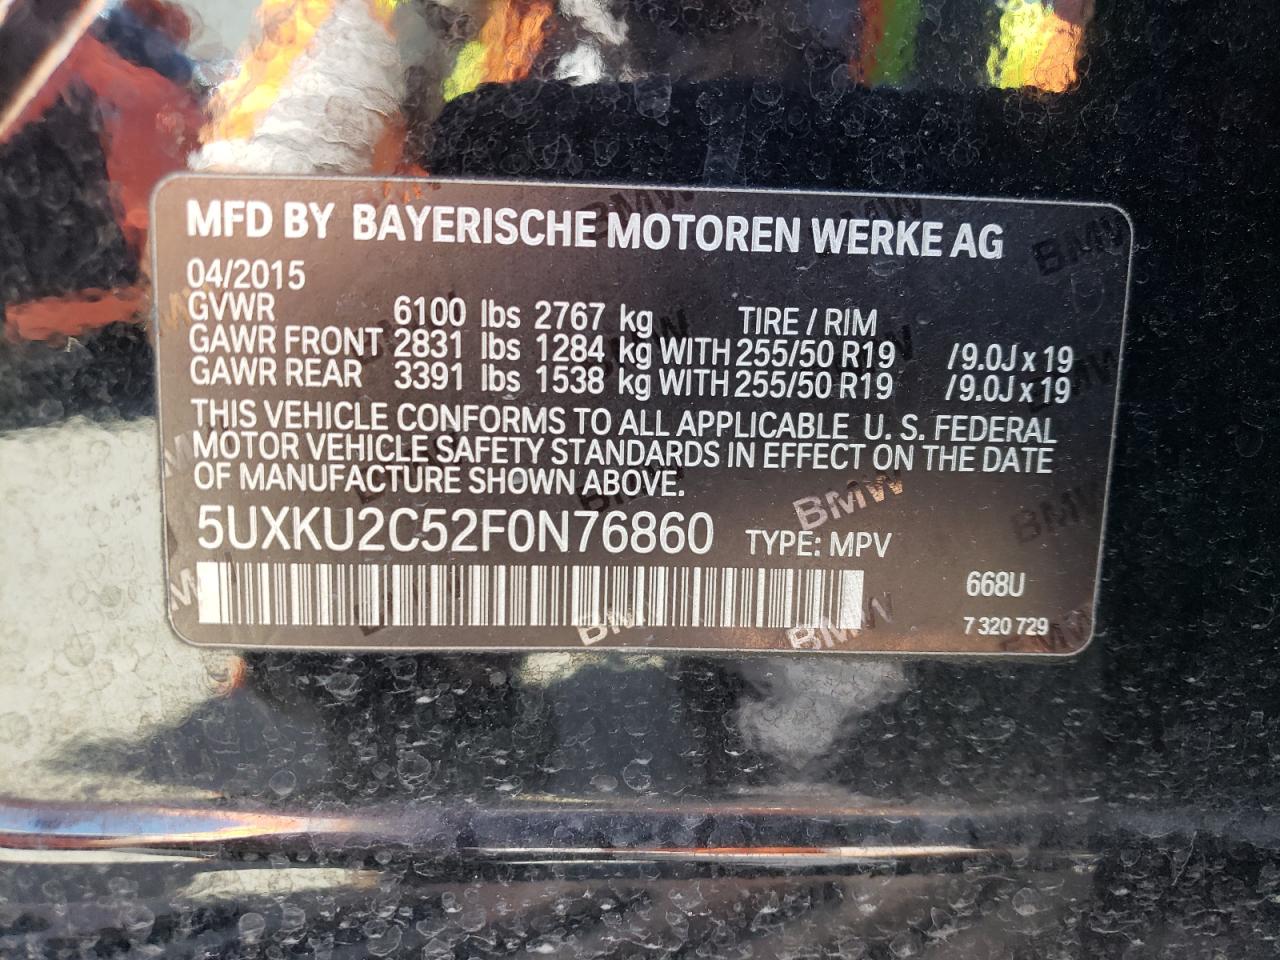 MFD BY BAYERISCHE MOTOREN WERKE AG
04/2015
GVWR 6100 lbs 2767 kg TIRE / RIM
GAWR FRONT 2831 lbs 1284 kg WITH 255/50 R19 /9.0J x 19
GAWR REAR 3391 lbs 1538 kg WITH 255/50 R19 /9.0J x 19
THIS VEHICLE CONFORMS TO ALL APPLICABLE U. S. FEDERAL
MOTOR VEHICLE SAFETY STANDARDS IN EFFECT ON THE DATE
OF MANUFACTURE SHOWN ABOVE.
5UXKU2C52F0N76860 TYPE: MPV
668U
7 320 729
BMW
BMW
BMW